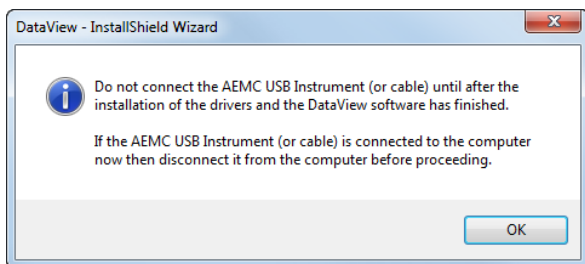 DataView - InstallShield Wizard
Do not connect the AEMC USB Instrument (or cable) until after the
installation of the drivers and the DataView software has finished.
If the AEMC USB Instrument (or cable) is connected to the computer
now then disconnect it from the computer before proceeding.
OK